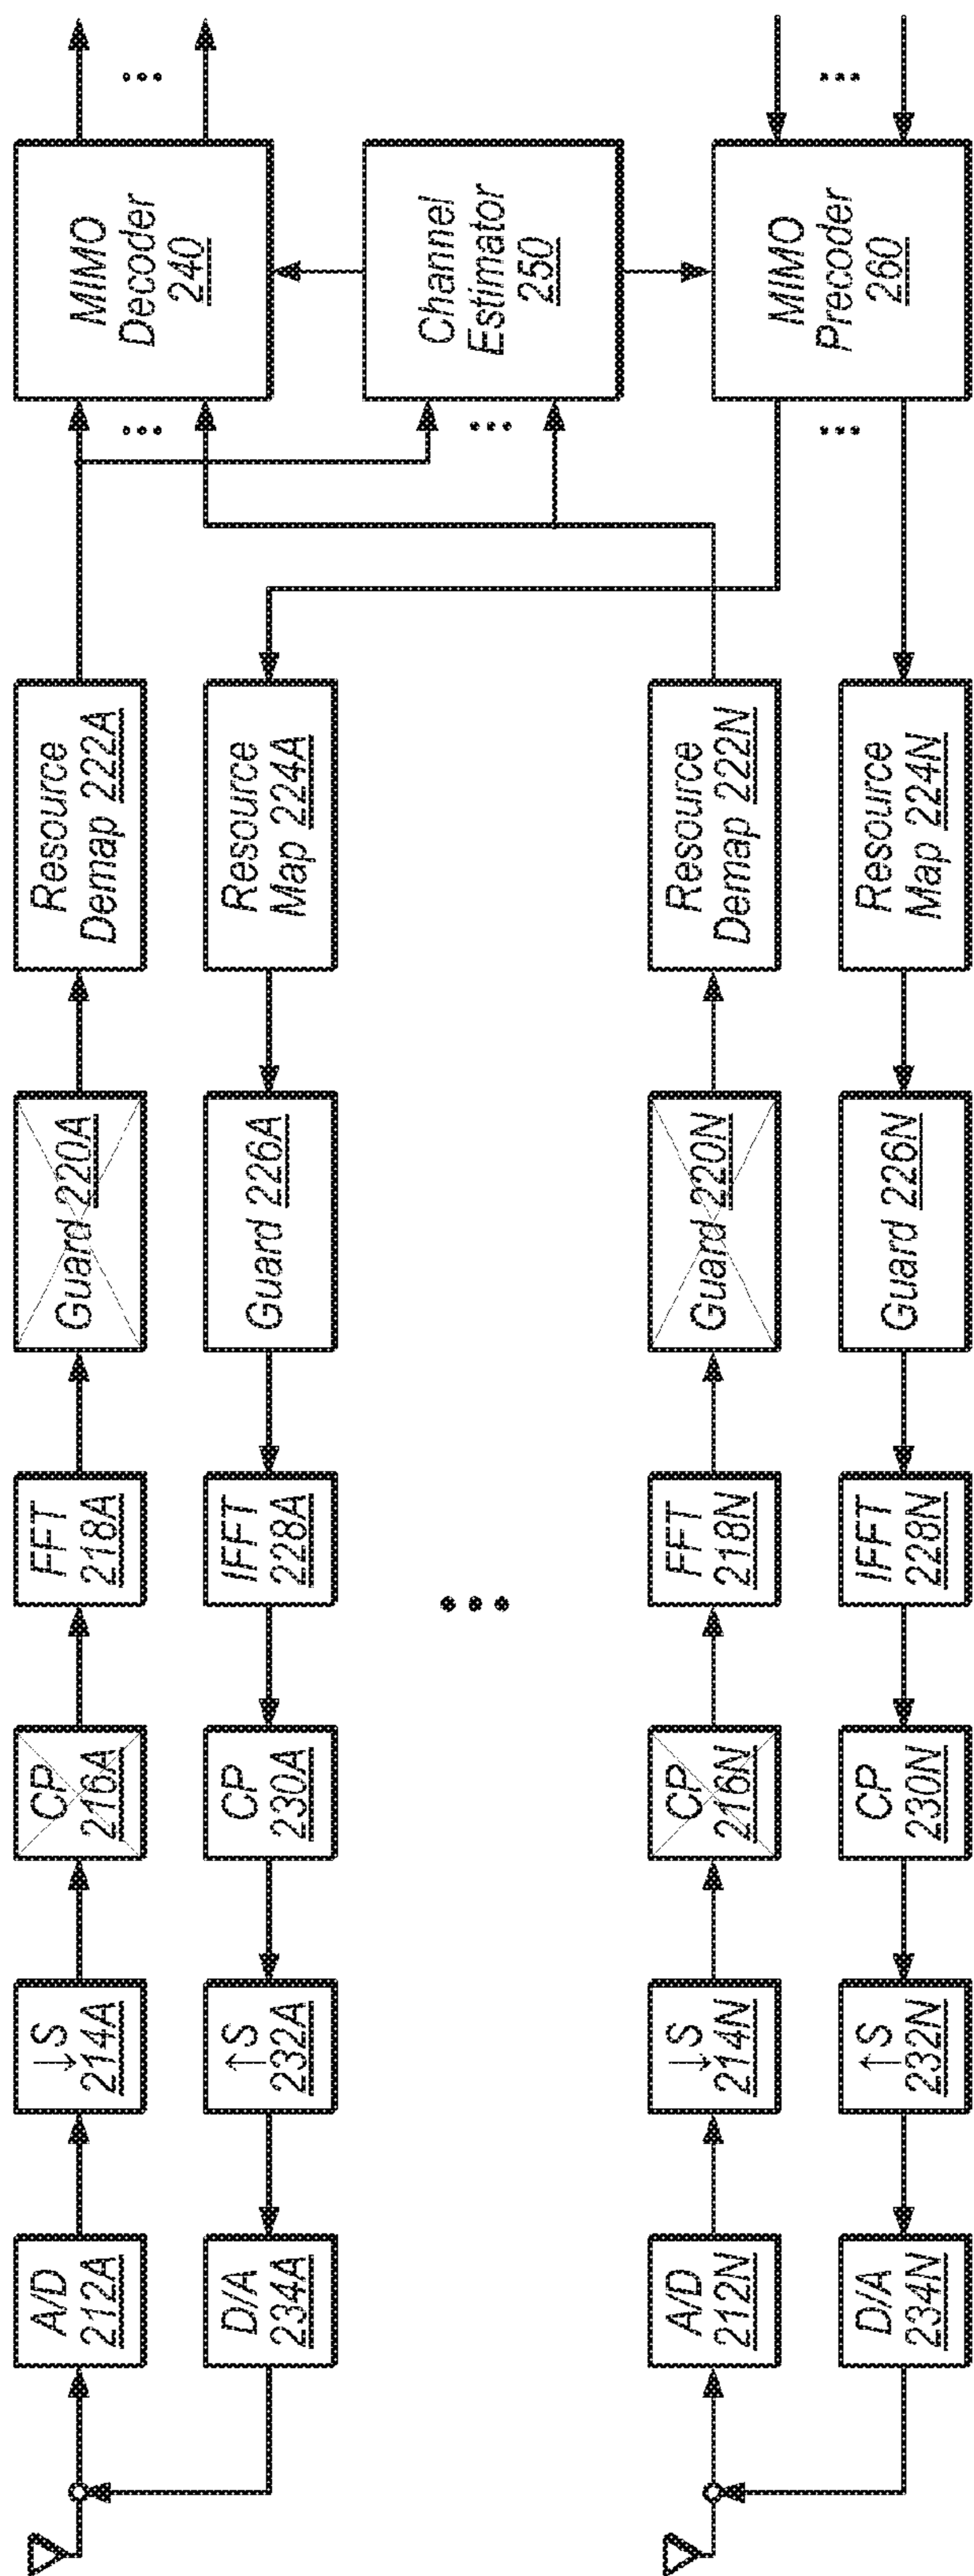 A/D
212A
↓S
214A
CP
216A
FFT
218A
Guard 220A
Resource
Demap 222A
MIMO
Decoder
240
...
...
D/A
234A
↑S
232A
CP
230A
IFFT
228A
Guard 226A
Resource
Map 224A
Channel
Estimator
250
...
...
A/D
212N
↓S
214N
CP
216N
FFT
218N
Guard 220N
Resource
Demap 222N
D/A
234N
↑S
232N
CP
230N
IFFT
228N
Guard 226N
Resource
Map 224N
MIMO
Precoder
260
...
...